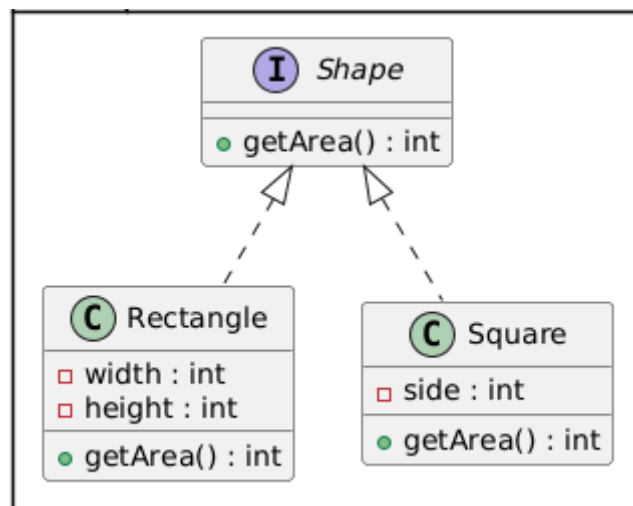 I Shape
getArea() : int
C Rectangle
width : int
height : int
getArea() : int
C Square
side : int
getArea() : int